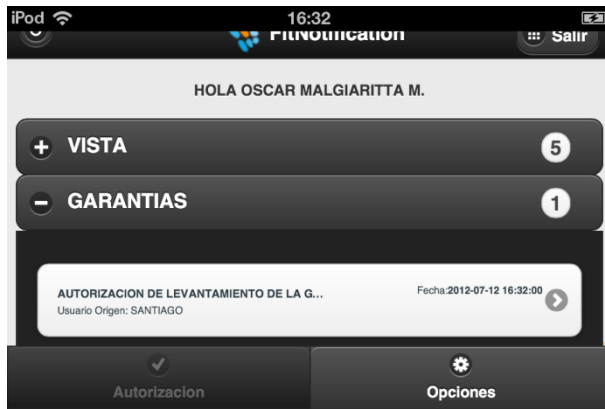 iPod 16:32
FitNotification Salir
HOLA OSCAR MALGIARITTA M.
VISTA 5
GARANTIAS 1
AUTORIZACION DE LEVANTAMIENTO DE LA G... Fecha:2012-07-12 16:32:00
Usuario Origen: SANTIAGO
Autorizacion Opciones